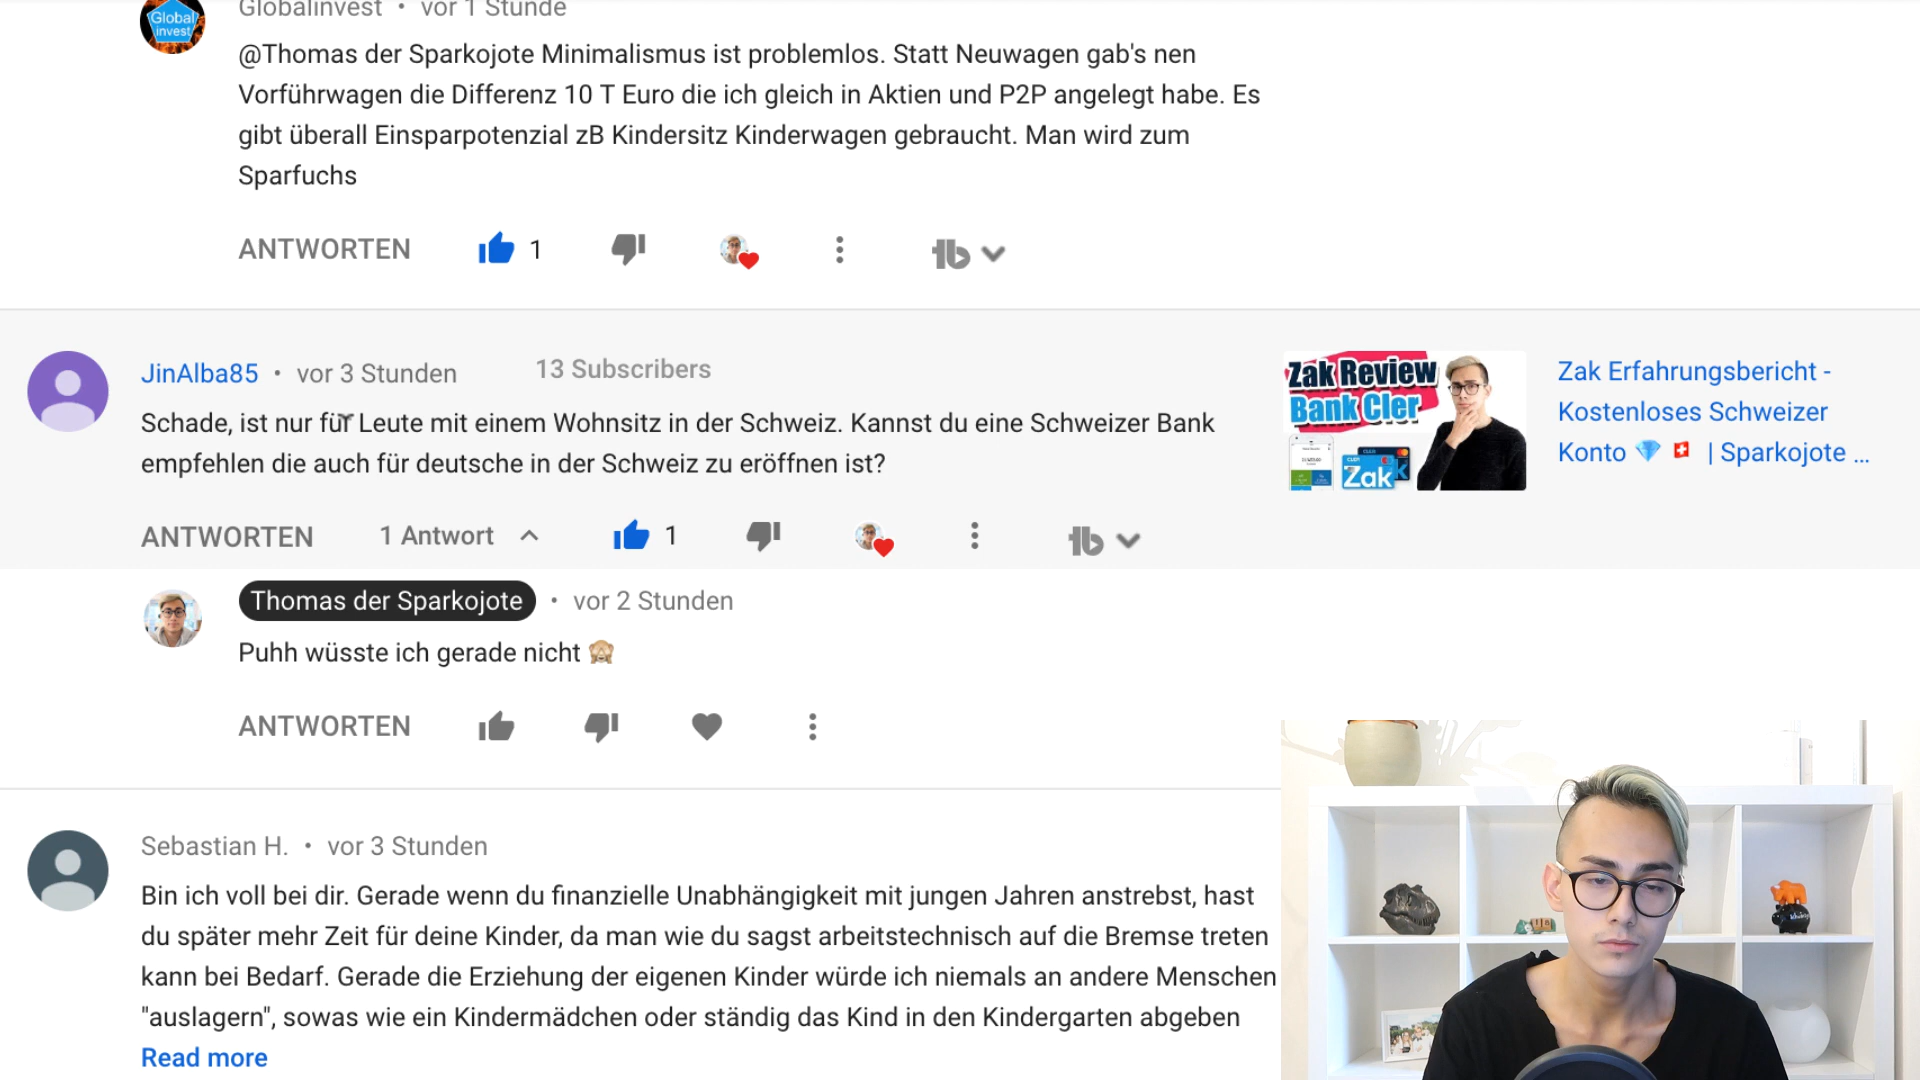 Global
invest
Globalinvest • vor 1 Stunde
@Thomas der Sparkojote Minimalismus ist problemlos. Statt Neuwagen gab's nen
Vorführwagen die Differenz 10 T Euro die ich gleich in Aktien und P2P angelegt habe. Es
gibt überall Einsparpotenzial zB Kindersitz Kinderwagen gebraucht. Man wird zum
Sparfuchs
ANTWORTEN 1
JinAlba85 • vor 3 Stunden 13 Subscribers
Schade, ist nur für Leute mit einem Wohnsitz in der Schweiz. Kannst du eine Schweizer Bank
empfehlen die auch für deutsche in der Schweiz zu eröffnen ist?
ANTWORTEN 1 Antwort 1
Zak Review
Bank Cler
Zak
Zak Erfahrungsbericht -
Kostenloses Schweizer
Konto 💎 🇨🇭 | Sparkojote ...
Thomas der Sparkojote • vor 2 Stunden
Puhh wüsste ich gerade nicht 🙈
ANTWORTEN
Sebastian H. • vor 3 Stunden
Bin ich voll bei dir. Gerade wenn du finanzielle Unabhängigkeit mit jungen Jahren anstrebst, hast
du später mehr Zeit für deine Kinder, da man wie du sagst arbeitstechnisch auf die Bremse treten
kann bei Bedarf. Gerade die Erziehung der eigenen Kinder würde ich niemals an andere Menschen
"auslagern", sowas wie ein Kindermädchen oder ständig das Kind in den Kindergarten abgeben
Read more